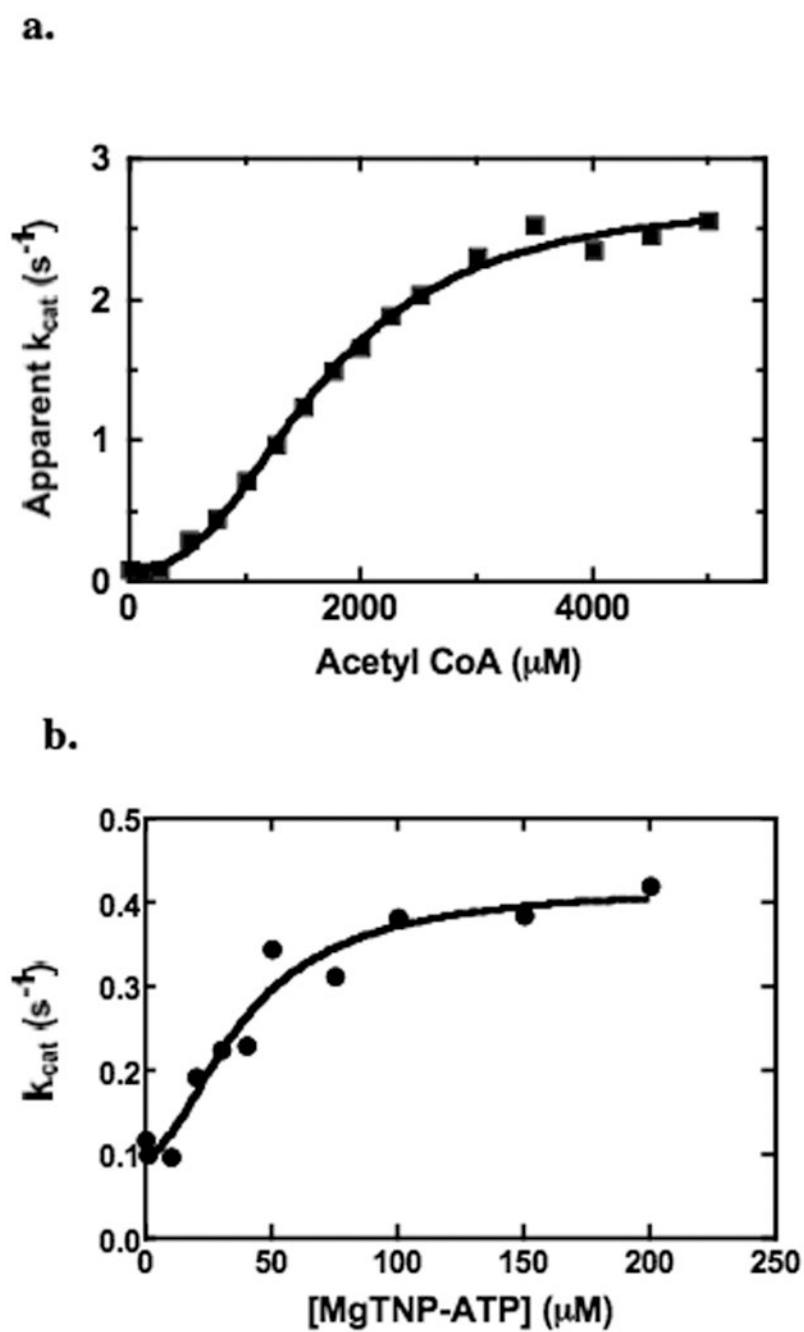 a.
3
2
1
0
Apparent kcat (s-1)
0 2000 4000
Acetyl CoA (μM)
b.
0.5
0.4
0.3
0.2
0.1
0.0
kcat (s-1)
0 50 100 150 200 250
[MgTNP-ATP] (μM)